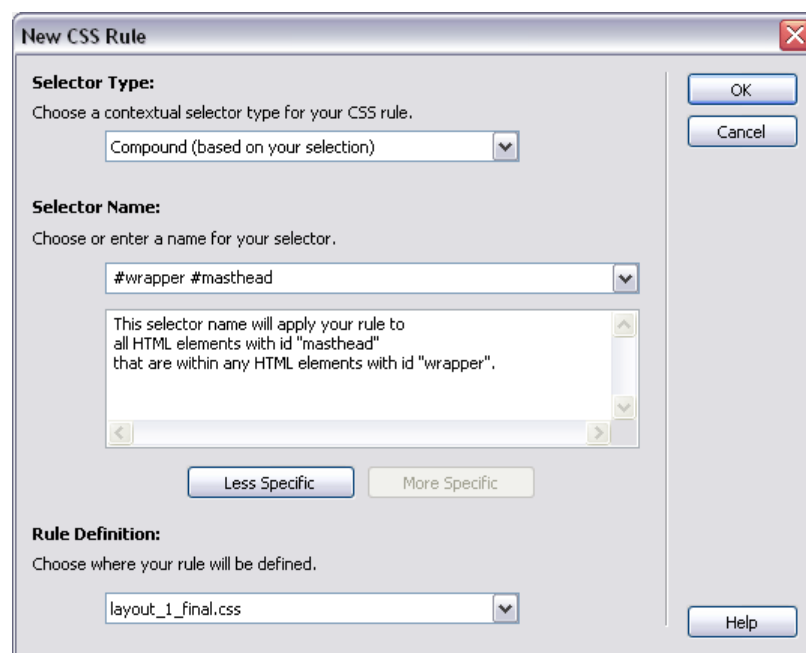 New CSS Rule
Selector Type:
Choose a contextual selector type for your CSS rule.
Compound (based on your selection)
OK
Cancel
Selector Name:
Choose or enter a name for your selector.
#wrapper #masthead
This selector name will apply your rule to
all HTML elements with id "masthead"
that are within any HTML elements with id "wrapper".
Less Specific
More Specific
Rule Definition:
Choose where your rule will be defined.
layout_1_final.css
Help